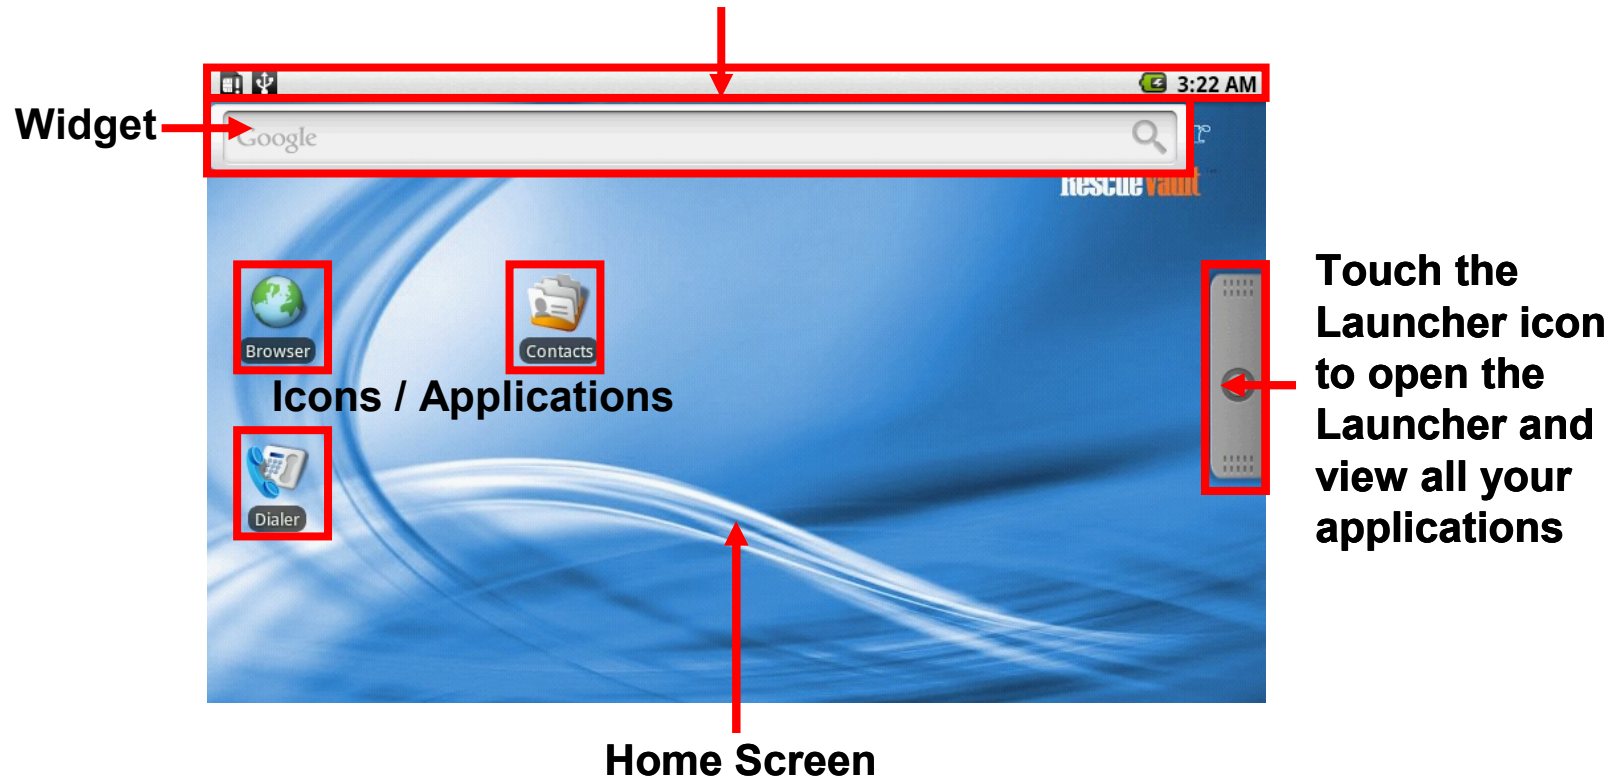 3:22 AM
Widget
Google
Rescue Vault
Browser
Contacts
Icons / Applications
Dialer
Touch the
Launcher icon
to open the
Launcher and
view all your
applications
Home Screen